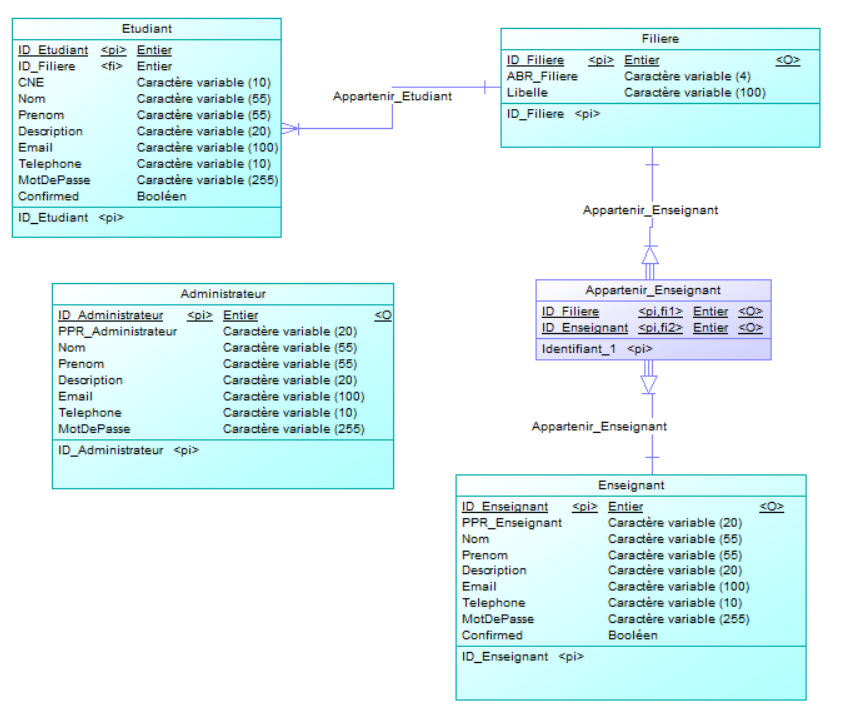 Etudiant
ID_Etudiant <pi> Entier
ID_Filiere <fi> Entier
CNE Caractère variable (10)
Nom Caractère variable (55)
Prenom Caractère variable (55)
Description Caractère variable (20)
Email Caractère variable (100)
Telephone Caractère variable (10)
MotDePasse Caractère variable (255)
Confirmed Booléen
ID_Etudiant <pi>
Appartenir_Etudiant
Filiere
ID_Filiere <pi> Entier <O>
ABR_Filiere Caractère variable (4)
Libelle Caractère variable (100)
ID_Filiere <pi>
Appartenir_Enseignant
Appartenir_Enseignant
ID_Filiere <pi,fi1> Entier <O>
ID_Enseignant <pi,fi2> Entier <O>
Identifiant_1 <pi>
Appartenir_Enseignant
Administrateur
ID_Administrateur <pi> Entier <O
PPR_Administrateur Caractère variable (20)
Nom Caractère variable (55)
Prenom Caractère variable (55)
Description Caractère variable (20)
Email Caractère variable (100)
Telephone Caractère variable (10)
MotDePasse Caractère variable (255)
ID_Administrateur <pi>
Enseignant
ID_Enseignant <pi> Entier <O>
PPR_Enseignant Caractère variable (20)
Nom Caractère variable (55)
Prenom Caractère variable (55)
Description Caractère variable (20)
Email Caractère variable (100)
Telephone Caractère variable (10)
MotDePasse Caractère variable (255)
Confirmed Booléen
ID_Enseignant <pi>